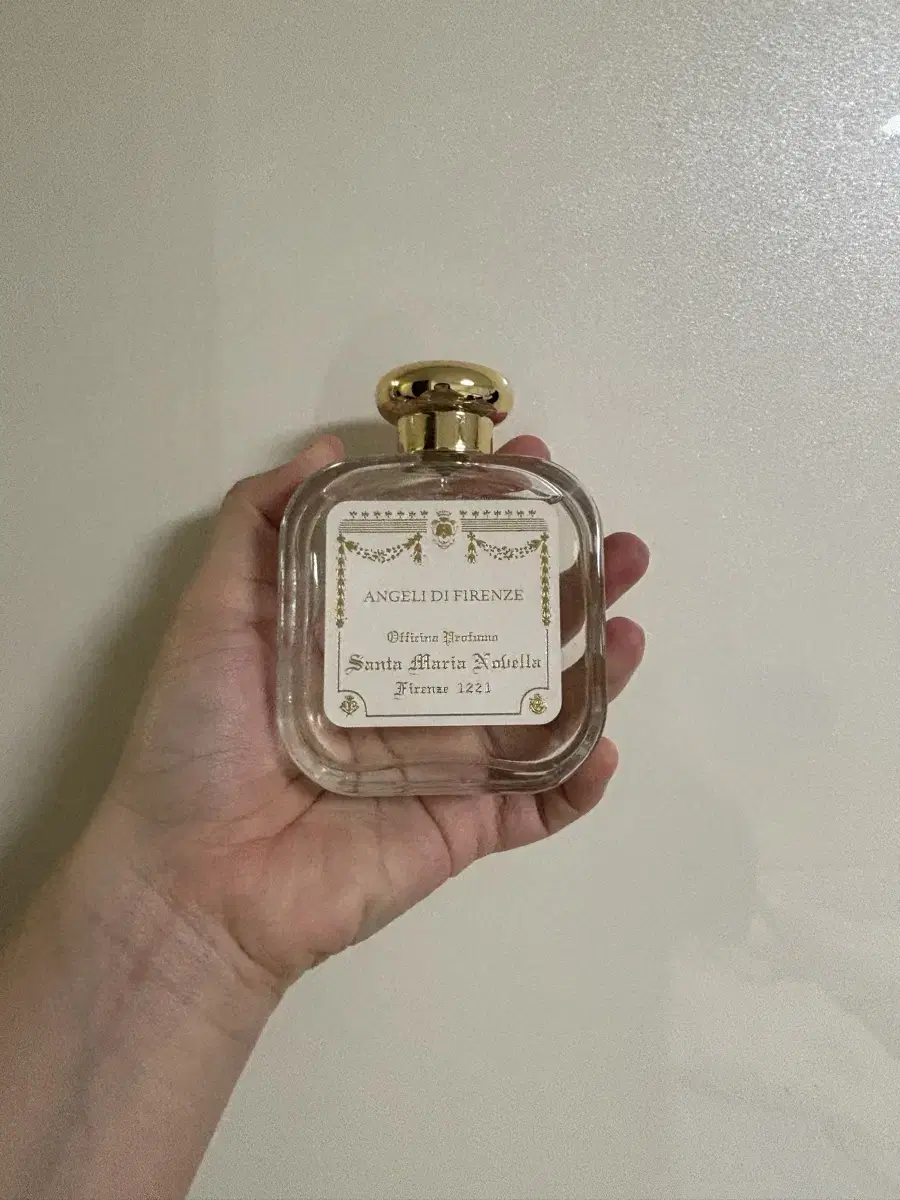 ANGELI DI FIRENZE
Officina Profumo
Santa Maria Novella
Firenze 1221